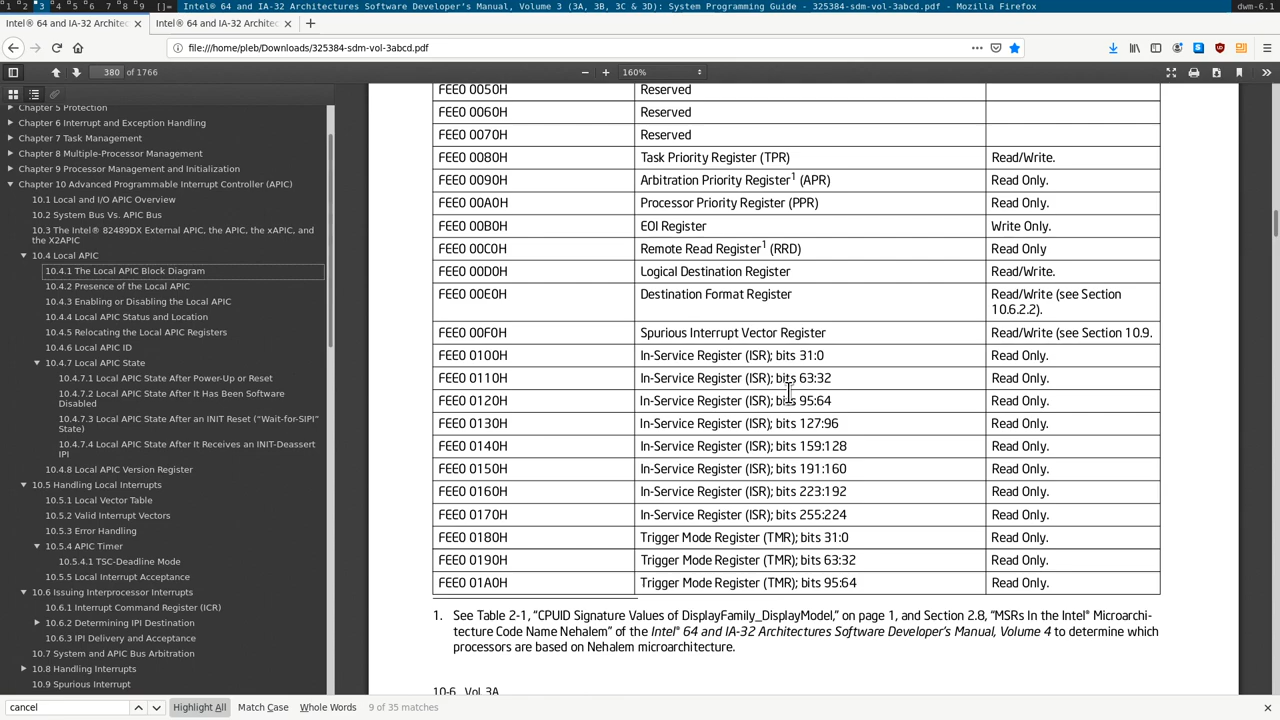 1 2 3 4 5 6 7 8 9 []= Intel® 64 and IA-32 Architectures Software Developer's Manual, Volume 3 (3A, 3B, 3C & 3D): System Programming Guide - 325384-sdm-vol-3abcd.pdf - Mozilla Firefox dwm-6.1
Intel® 64 and IA-32 Architec × Intel® 64 and IA-32 Architec × +
file:///home/pleb/Downloads/325384-sdm-vol-3abcd.pdf
380 of 1766 − + 160%
Chapter 5 Protection
Chapter 6 Interrupt and Exception Handling
Chapter 7 Task Management
Chapter 8 Multiple-Processor Management
Chapter 9 Processor Management and Initialization
Chapter 10 Advanced Programmable Interrupt Controller (APIC)
10.1 Local and I/O APIC Overview
10.2 System Bus Vs. APIC Bus
10.3 The Intel® 82489DX External APIC, the APIC, the xAPIC, and
the X2APIC
10.4 Local APIC
10.4.1 The Local APIC Block Diagram
10.4.2 Presence of the Local APIC
10.4.3 Enabling or Disabling the Local APIC
10.4.4 Local APIC Status and Location
10.4.5 Relocating the Local APIC Registers
10.4.6 Local APIC ID
10.4.7 Local APIC State
10.4.7.1 Local APIC State After Power-Up or Reset
10.4.7.2 Local APIC State After It Has Been Software
Disabled
10.4.7.3 Local APIC State After an INIT Reset (“Wait-for-SIPI”
State)
10.4.7.4 Local APIC State After It Receives an INIT-Deassert
IPI
10.4.8 Local APIC Version Register
10.5 Handling Local Interrupts
10.5.1 Local Vector Table
10.5.2 Valid Interrupt Vectors
10.5.3 Error Handling
10.5.4 APIC Timer
10.5.4.1 TSC-Deadline Mode
10.5.5 Local Interrupt Acceptance
10.6 Issuing Interprocessor Interrupts
10.6.1 Interrupt Command Register (ICR)
10.6.2 Determining IPI Destination
10.6.3 IPI Delivery and Acceptance
10.7 System and APIC Bus Arbitration
10.8 Handling Interrupts
10.9 Spurious Interrupt
FEE0 0050H Reserved
FEE0 0060H Reserved
FEE0 0070H Reserved
FEE0 0080H Task Priority Register (TPR) Read/Write.
FEE0 0090H Arbitration Priority Register1 (APR) Read Only.
FEE0 00A0H Processor Priority Register (PPR) Read Only.
FEE0 00B0H EOI Register Write Only.
FEE0 00C0H Remote Read Register1 (RRD) Read Only
FEE0 00D0H Logical Destination Register Read/Write.
FEE0 00E0H Destination Format Register Read/Write (see Section
10.6.2.2).
FEE0 00F0H Spurious Interrupt Vector Register Read/Write (see Section 10.9.
FEE0 0100H In-Service Register (ISR); bits 31:0 Read Only.
FEE0 0110H In-Service Register (ISR); bits 63:32 Read Only.
FEE0 0120H In-Service Register (ISR); bits 95:64 Read Only.
FEE0 0130H In-Service Register (ISR); bits 127:96 Read Only.
FEE0 0140H In-Service Register (ISR); bits 159:128 Read Only.
FEE0 0150H In-Service Register (ISR); bits 191:160 Read Only.
FEE0 0160H In-Service Register (ISR); bits 223:192 Read Only.
FEE0 0170H In-Service Register (ISR); bits 255:224 Read Only.
FEE0 0180H Trigger Mode Register (TMR); bits 31:0 Read Only.
FEE0 0190H Trigger Mode Register (TMR); bits 63:32 Read Only.
FEE0 01A0H Trigger Mode Register (TMR); bits 95:64 Read Only.
1. See Table 2-1, “CPUID Signature Values of DisplayFamily_DisplayModel,” on page 1, and Section 2.8, “MSRs In the Intel® Microarchi-
tecture Code Name Nehalem” of the Intel® 64 and IA-32 Architectures Software Developer’s Manual, Volume 4 to determine which
processors are based on Nehalem microarchitecture.
10-6 Vol. 3A
cancel Highlight All Match Case Whole Words 9 of 35 matches